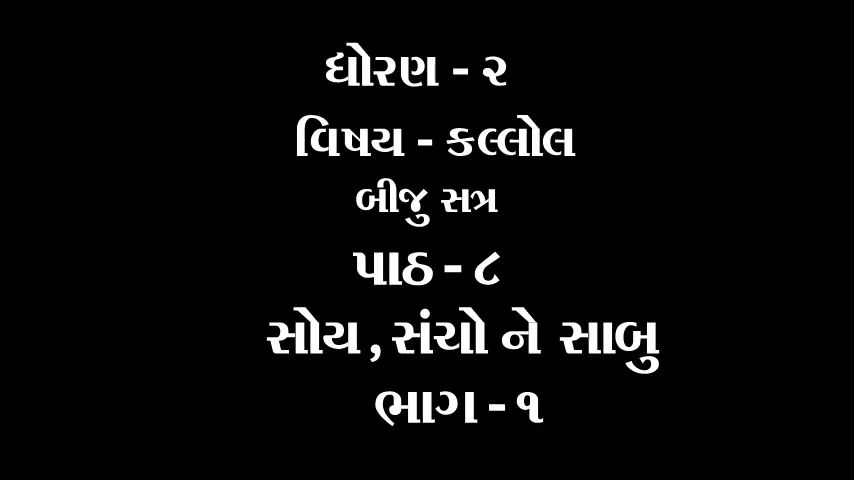 ધોરણ - ૨
વિષય - કલ્લોલ
બીજુ સત્ર
પાઠ - ૮
સોય , સંચો ને સાબુ
ભાગ - ૧